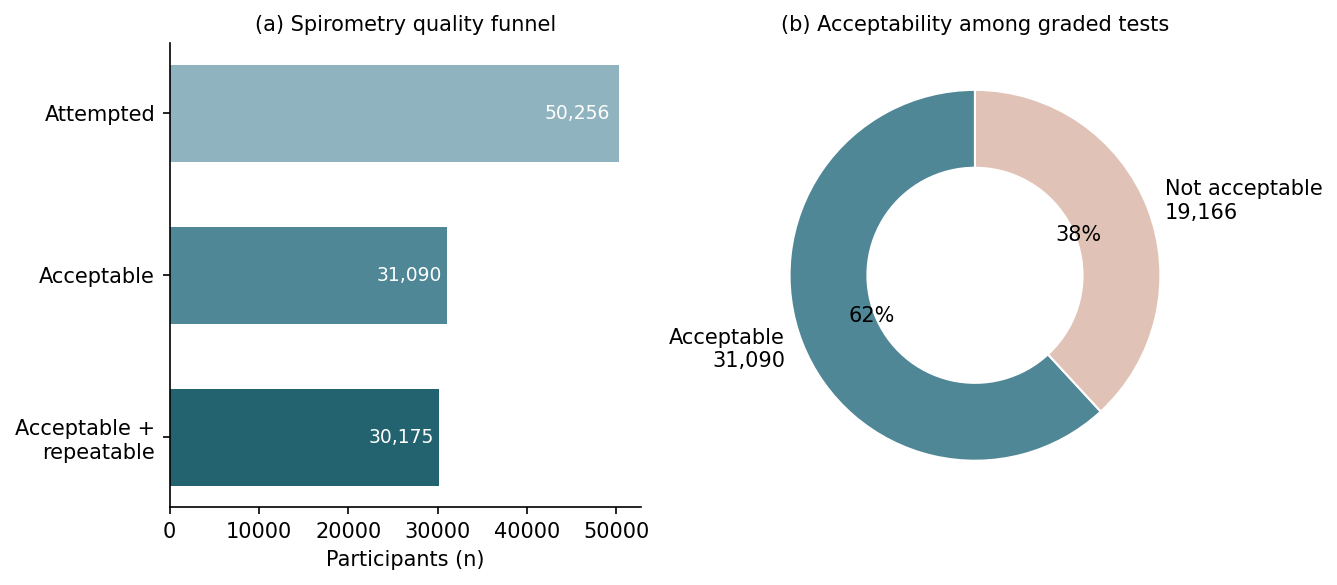 (a) Spirometry quality funnel
Attempted
50,256
Acceptable
31,090
Acceptable +
repeatable
30,175
0 10000 20000 30000 40000 50000
Participants (n)
(b) Acceptability among graded tests
Not acceptable
19,166
38%
62%
Acceptable
31,090